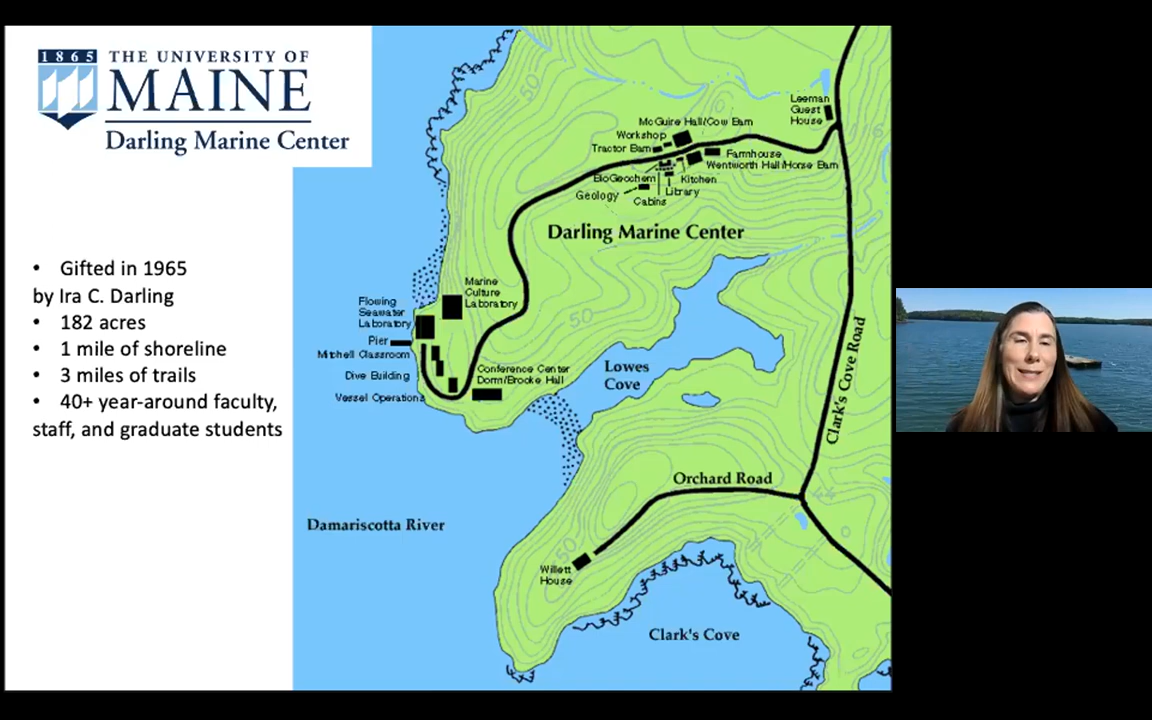 1865
THE UNIVERSITY OF
MAINE
Darling Marine Center
• Gifted in 1965
by Ira C. Darling
• 182 acres
• 1 mile of shoreline
• 3 miles of trails
• 40+ year-around faculty,
staff, and graduate students
50
Leeman
Guest
House
McGuire Hall/Cow Barn
Workshop
Tractor Barn
Farmhouse
Wentworth Hall/Horse Barn
BioGeochem
Kitchen
Geology
Library
Cabins
Darling Marine Center
Marine
Culture
Laboratory
Flowing
Seawater
Laboratory
Pier
Mitchell Classroom
Dive Building
Vessel Operations
Conference Center
Dorm/Brooke Hall
50
Lowes
Cove
Clark's Cove Road
Orchard Road
44
Damariscotta River
50
Willett
House
Clark's Cove